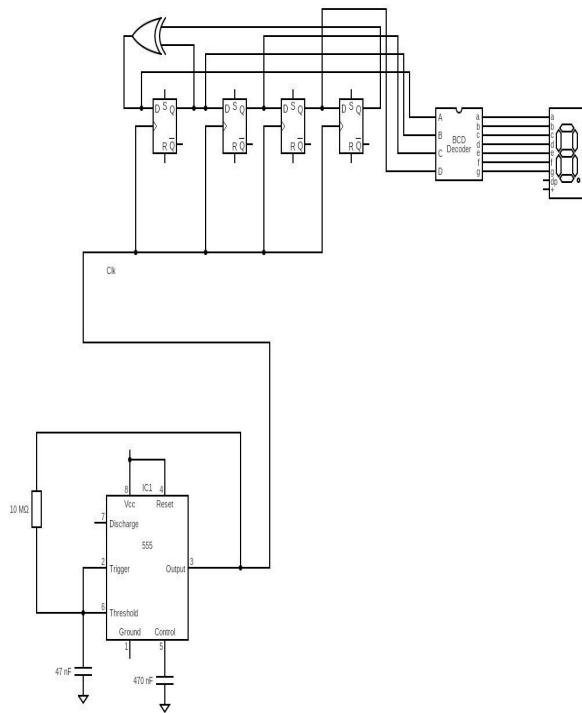 D S Q D S Q D S Q D S Q
R Q R Q R Q R Q
A a a
b b
B BCD c c
Decoder d d
C e e
f f
D g g
dp
+
Clk
8 IC1 4
Vcc Reset
10 MΩ
7
Discharge
555
2 3
Trigger Output
6
Threshold
Ground Control
1 5
47 nF
470 nF